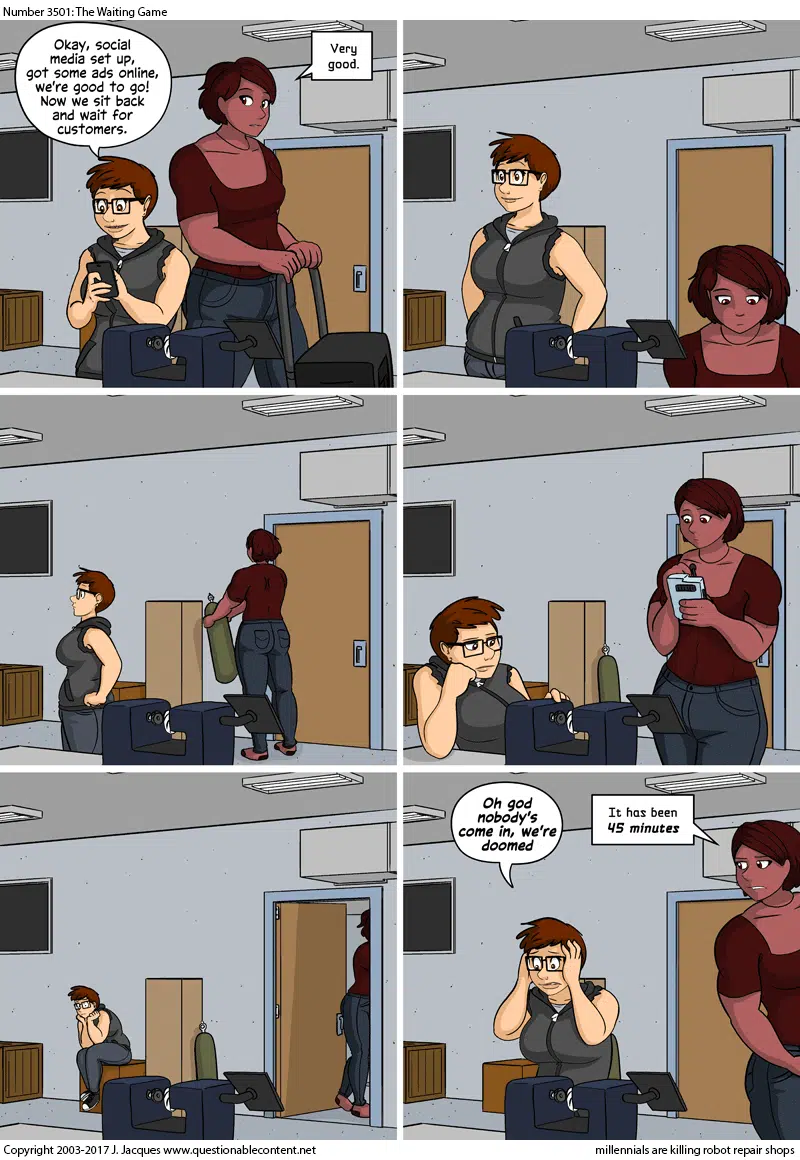 Number 3501: The Waiting Game
Okay, social
media set up,
got some ads online,
we're good to go!
Now we sit back
and wait for
customers.
Very
good.
Oh god
nobody's
come in, we're
doomed
It has been
45 minutes
Copyright 2003-2017 J. Jacques www.questionablecontent.net
millennials are killing robot repair shops